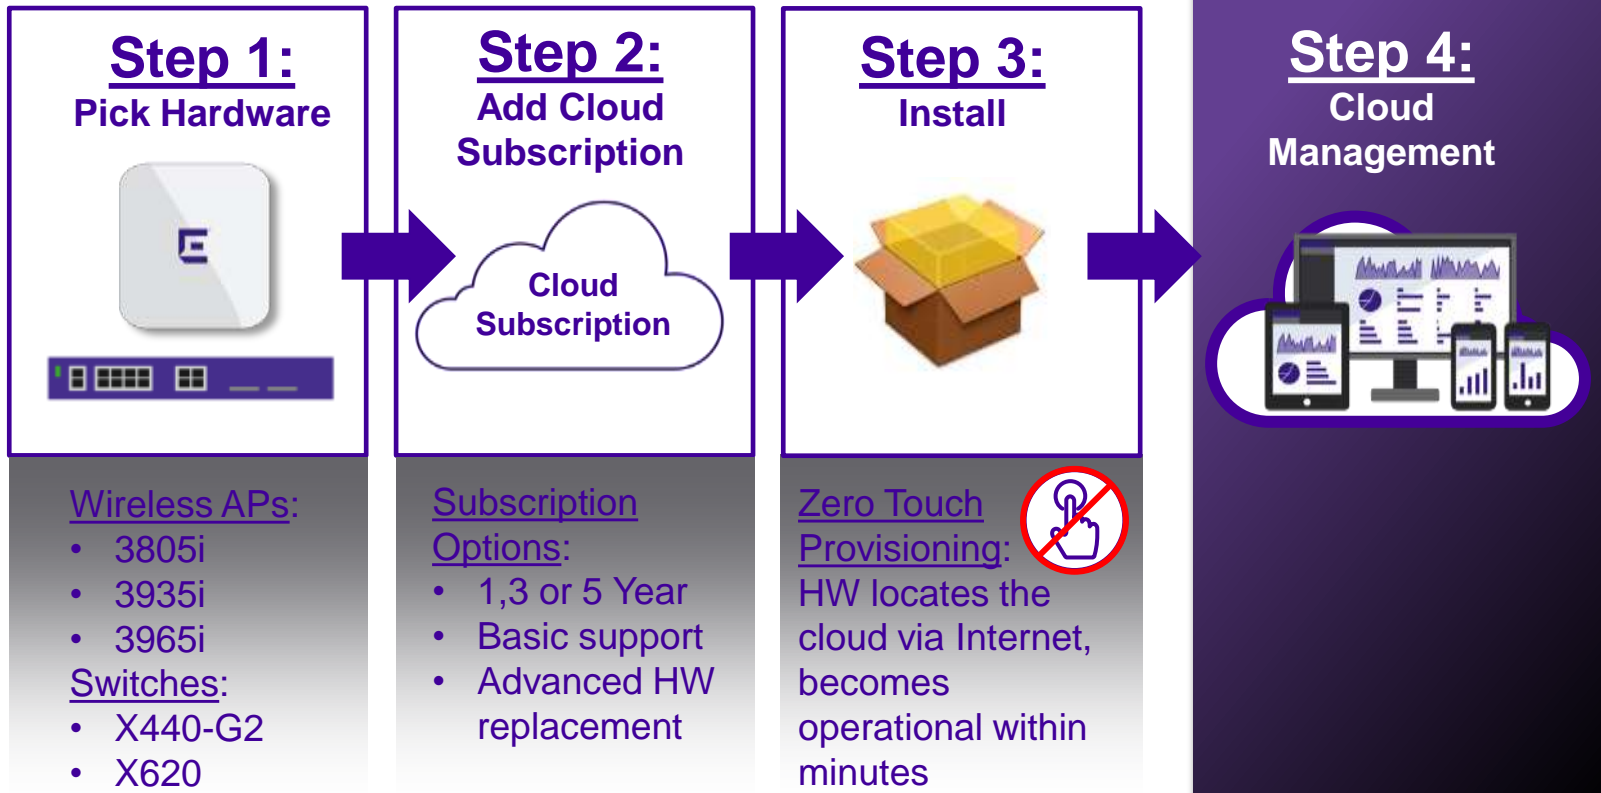 Step 1:
Pick Hardware
Wireless APs:
• 3805i
• 3935i
• 3965i
Switches:
• X440-G2
• X620
Step 2:
Add Cloud
Subscription
Cloud
Subscription
Subscription
Options:
• 1,3 or 5 Year
• Basic support
• Advanced HW
replacement
Step 3:
Install
Zero Touch
Provisioning:
HW locates the
cloud via Internet,
becomes
operational within
minutes
Step 4:
Cloud
Management